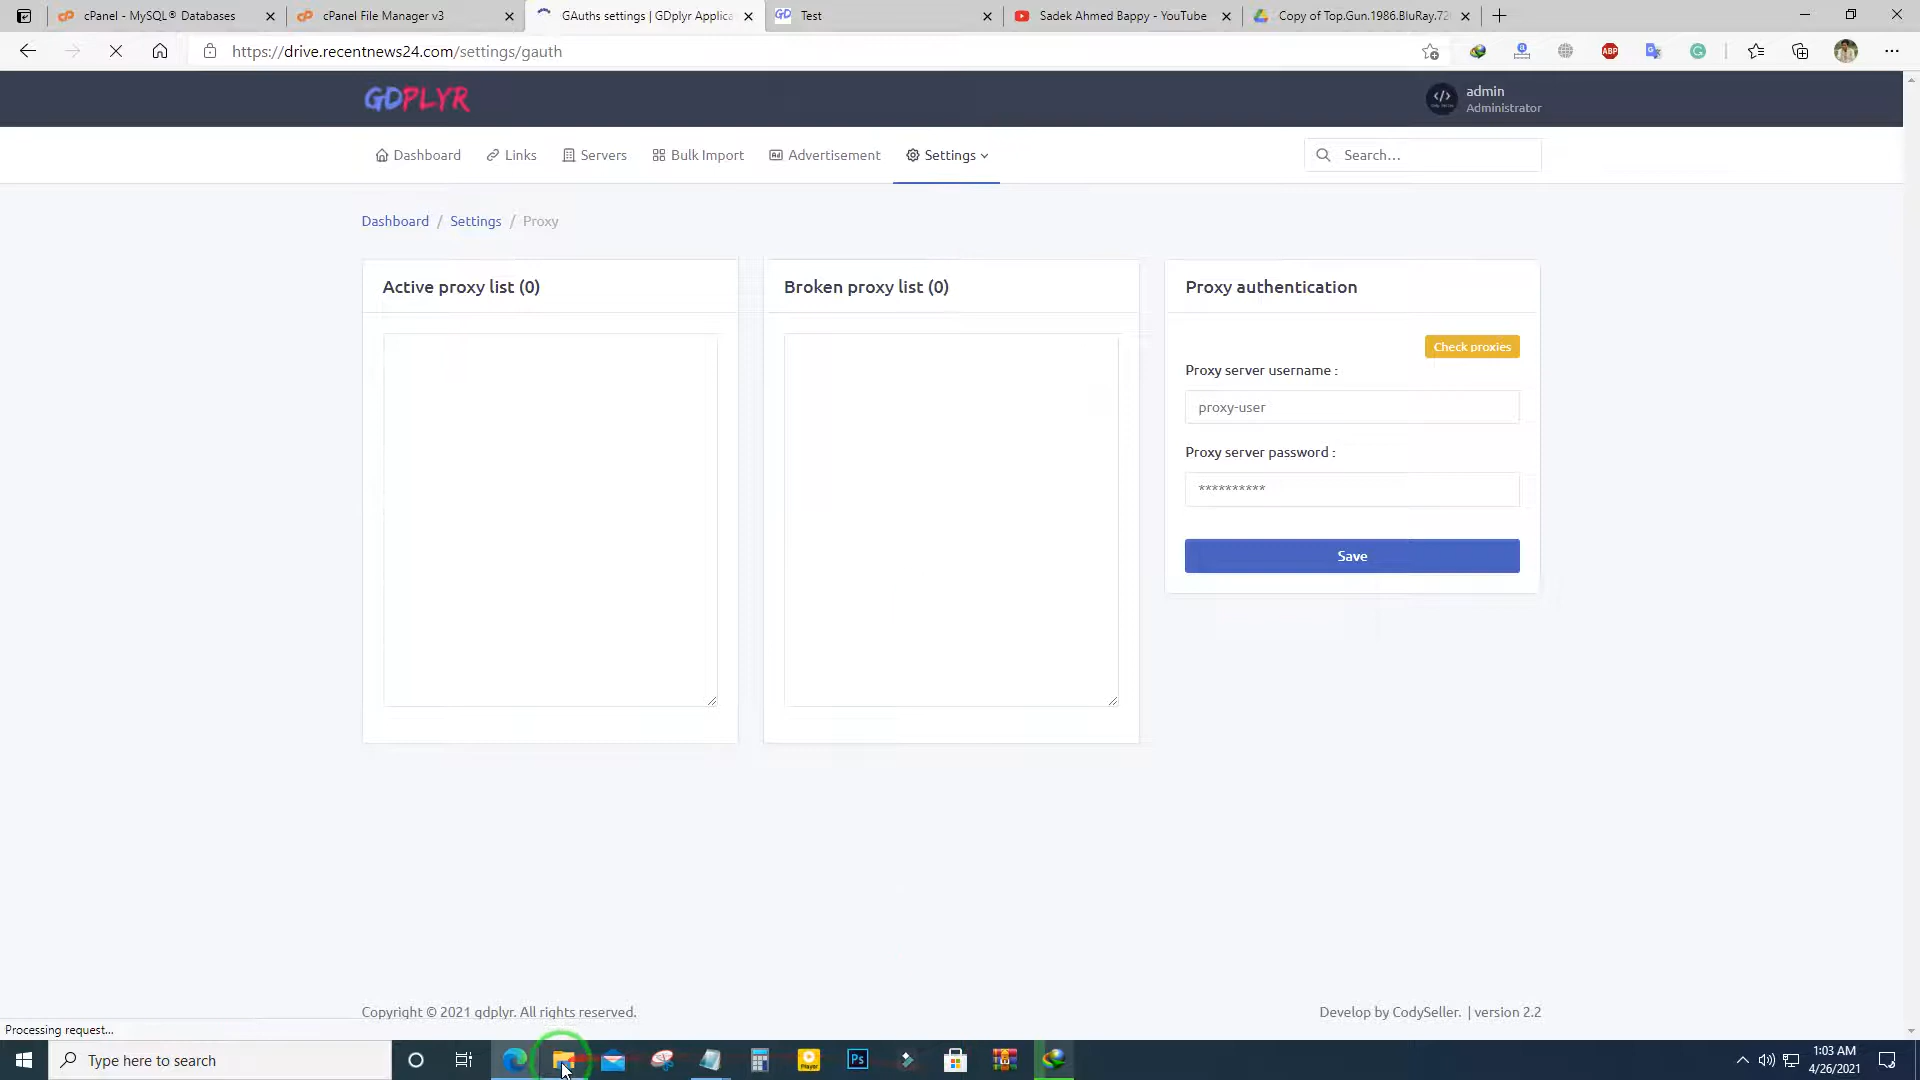 cPanel - MySQL® Databases
cPanel File Manager v3
GAuths settings | GDplyr Applica
Test
Sadek Ahmed Bappy - YouTube
Copy of Top.Gun.1986.BluRay.72
https://drive.recentnews24.com/settings/gauth
ABP
GDPLYR
admin
Administrator
Dashboard
Links
Servers
Bulk Import
Advertisement
Settings
Search…
Dashboard / Settings / Proxy
Active proxy list (0)
Broken proxy list (0)
Proxy authentication
Check proxies
Proxy server username :
proxy-user
Proxy server password :
**********
Save
Copyright © 2021 gdplyr. All rights reserved.
Develop by CodySeller. | version 2.2
Processing request...
Type here to search
Ps
1:03 AM
4/26/2021